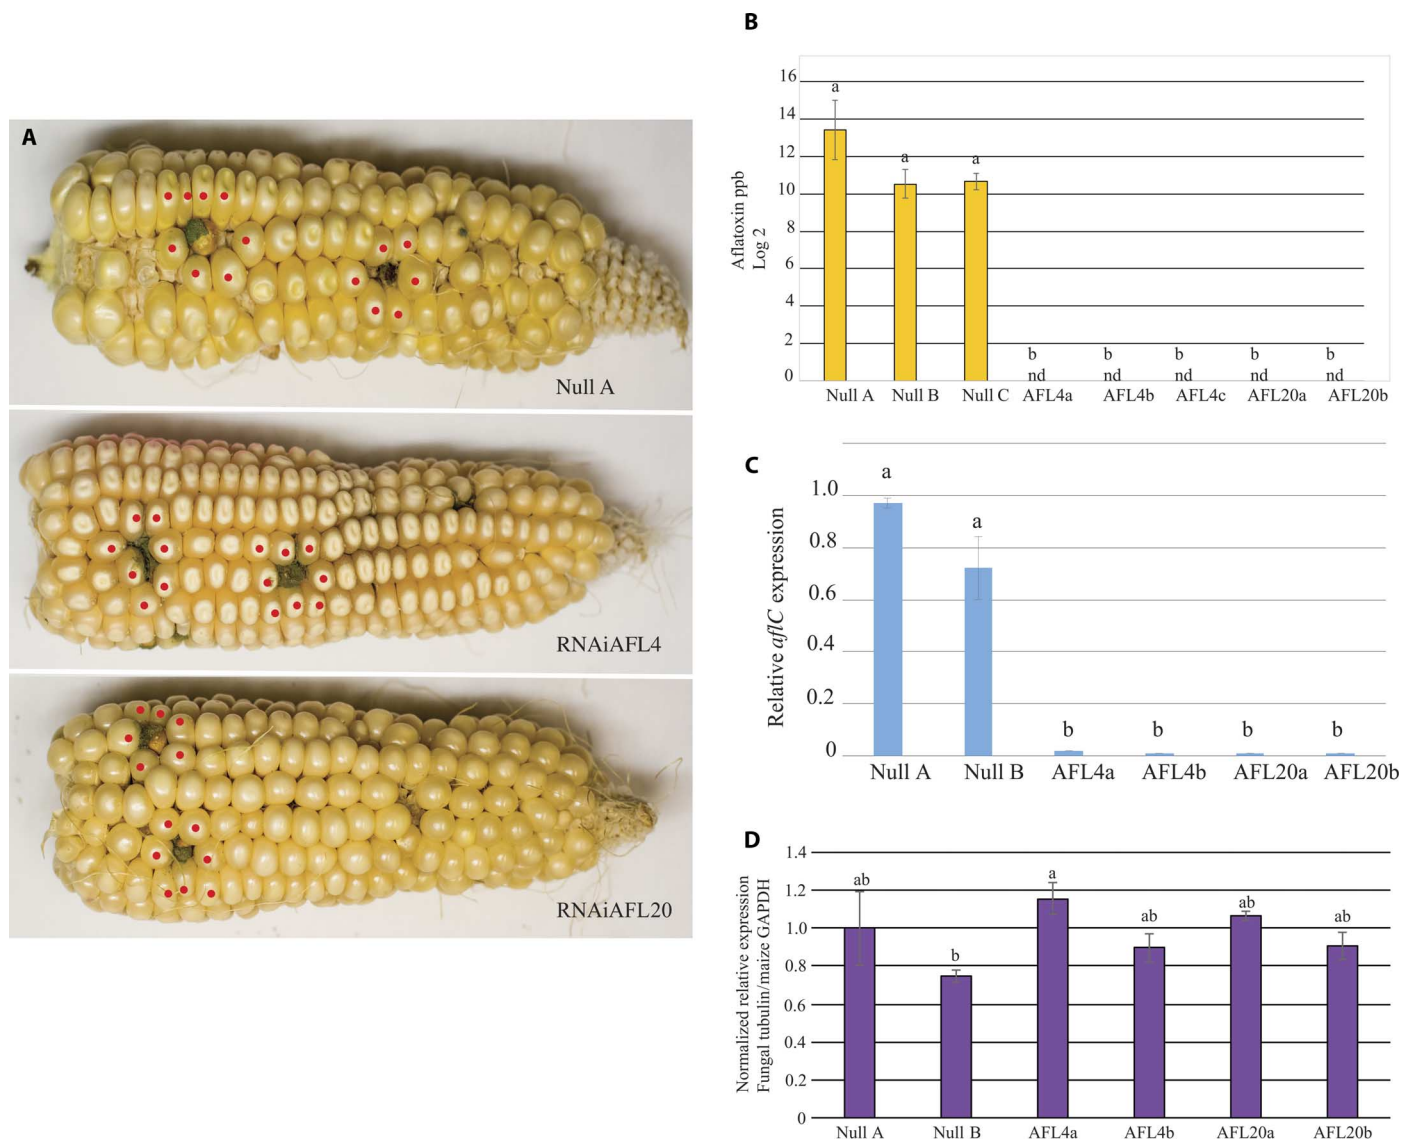 A
Null A
RNAiAFL4
RNAiAFL20
B
Aflatoxin ppb
Log 2
16
14
12
10
8
6
4
2
0
a
a
a
b
b
b
b
b
nd
nd
nd
nd
nd
Null A Null B Null C AFL4a AFL4b AFL4c AFL20a AFL20b
C
Relative aflC expression
1.0
0.8
0.6
0.4
0.2
0
a
a
b
b
b
b
Null A Null B AFL4a AFL4b AFL20a AFL20b
D
Normalized relative expression
Fungal tubulin/maize GAPDH
1.4
1.2
1.0
0.8
0.6
0.4
0.2
0
ab
b
a
ab
ab
ab
Null A Null B AFL4a AFL4b AFL20a AFL20b